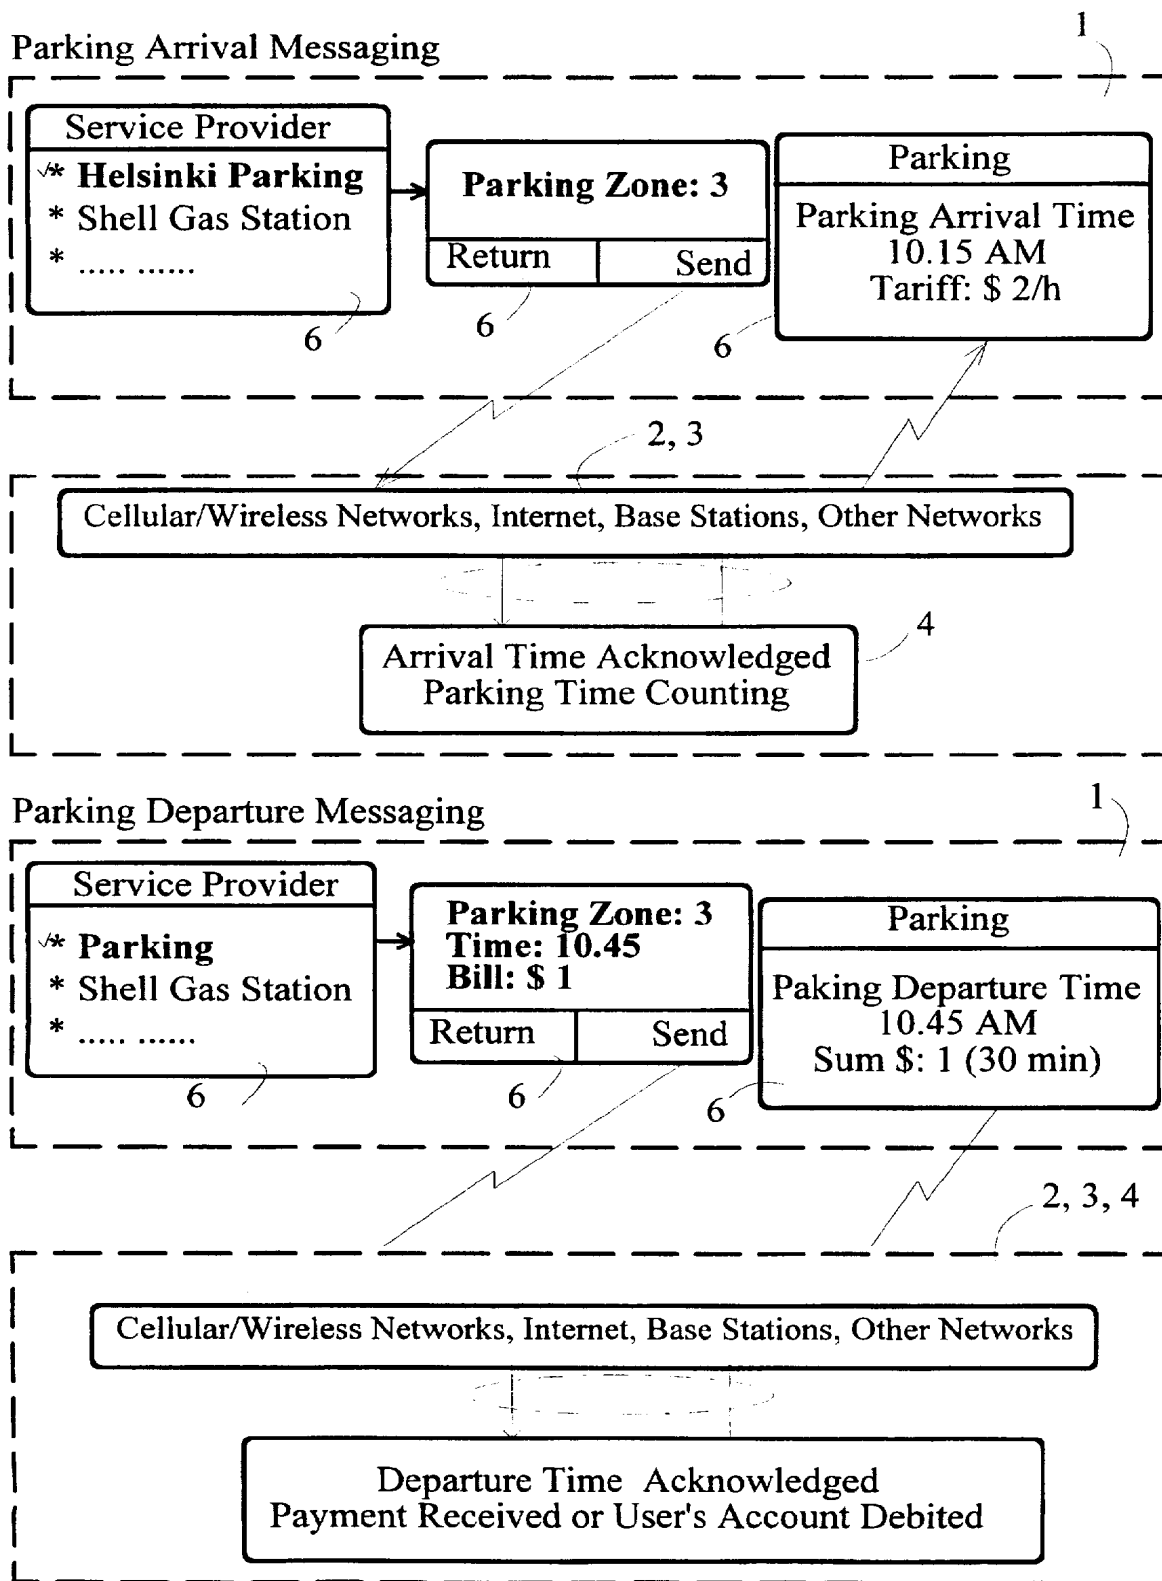 1
Parking Arrival Messaging
Service Provider
✓* Helsinki Parking
* Shell Gas Station
* ..... ......
6
Parking Zone: 3
Return
Send
6
Parking
Parking Arrival Time
10.15 AM
Tariff: $ 2/h
6
2, 3
Cellular/Wireless Networks, Internet, Base Stations, Other Networks
4
Arrival Time Acknowledged
Parking Time Counting
1
Parking Departure Messaging
Service Provider
✓* Parking
* Shell Gas Station
* ..... ......
6
Parking Zone: 3
Time: 10.45
Bill: $ 1
Return
Send
6
Parking
Paking Departure Time
10.45 AM
Sum $: 1 (30 min)
6
2, 3, 4
Cellular/Wireless Networks, Internet, Base Stations, Other Networks
Departure Time Acknowledged
Payment Received or User's Account Debited